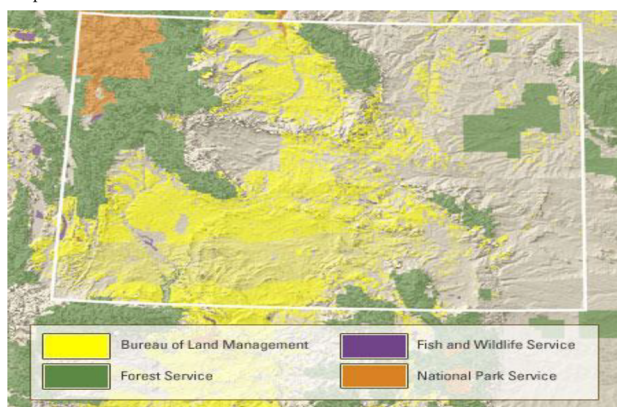 Bureau of Land Management
Fish and Wildlife Service
Forest Service
National Park Service